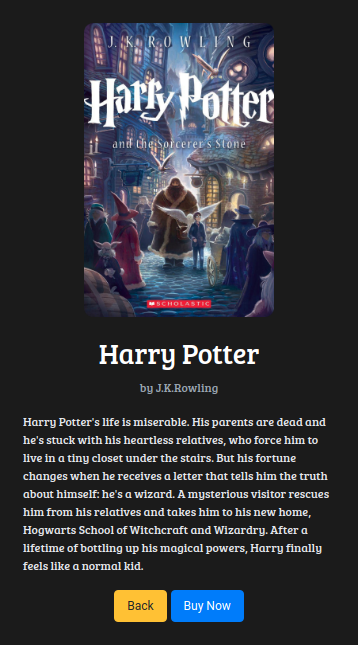 J. K. ROWLING
Harry Potter
and the Sorcerer's Stone
SCHOLASTIC
Harry Potter
by J.K.Rowling
Harry Potter's life is miserable. His parents are dead and
he's stuck with his heartless relatives, who force him to
live in a tiny closet under the stairs. But his fortune
changes when he receives a letter that tells him the truth
about himself: he's a wizard. A mysterious visitor rescues
him from his relatives and takes him to his new home,
Hogwarts School of Witchcraft and Wizardry. After a
lifetime of bottling up his magical powers, Harry finally
feels like a normal kid.
Back Buy Now